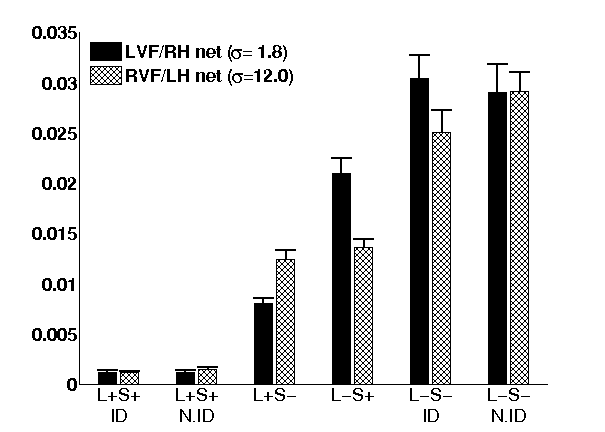 0.035
LVF/RH net (σ= 1.8)
RVF/LH net (σ=12.0)
0.03
0.025
0.02
0.015
0.01
0.005
0
L+S+ L+S+ L+S− L−S+ L−S− L−S−
ID N.ID ID N.ID